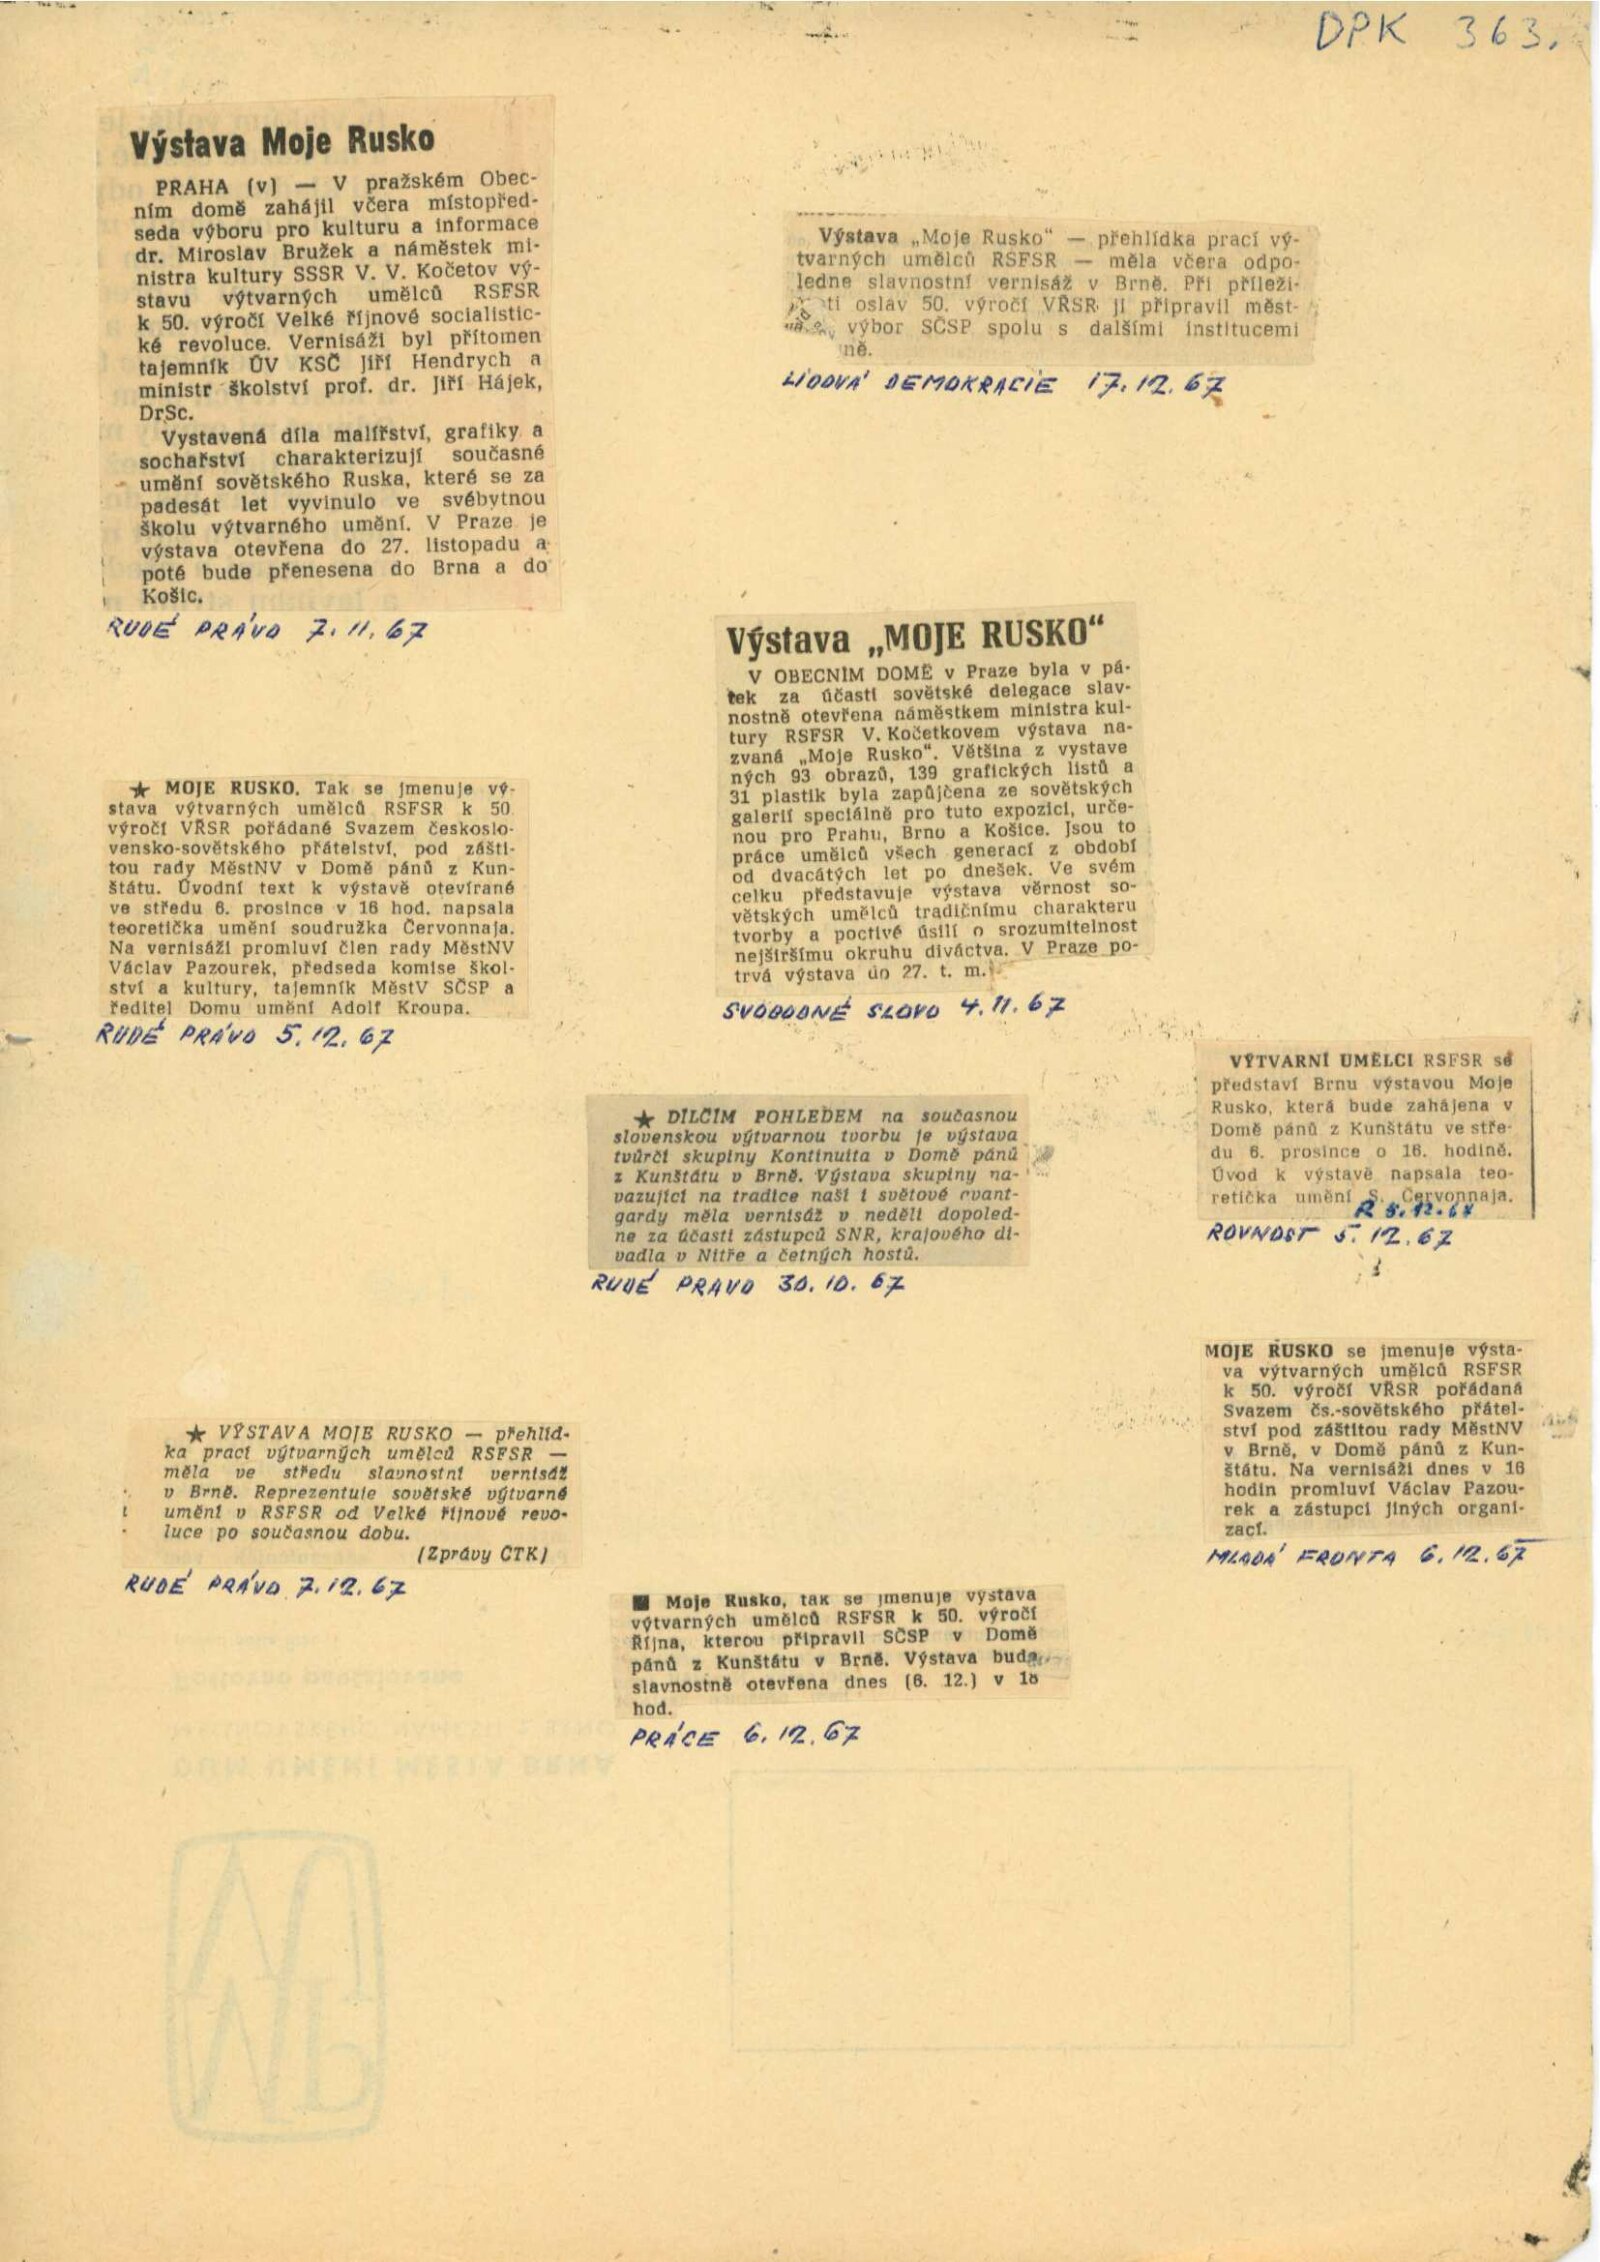 DPK 363.
Výstava Moje Rusko
PRAHA (v) — V pražském Obec-
ním domě zahájil včera místopřed-
seda výboru pro kulturu a informace
dr. Miroslav Bružek a náměstek mi-
nistra kultury SSSR V. V. Kočetov vý-
stavu výtvarných umělců RSFSR
k 50. výročí Velké říjnové socialistic-
ké revoluce. Vernisáži byl přítomen
tajemník ÚV KSČ Jiří Hendrych a
ministr školství prof. dr. Jiří Hájek,
DrSc.
Vystavená díla malířství, grafiky a
sochařství charakterizují současné
umění sovětského Ruska, které se za
padesát let vyvinulo ve svébytnou
školu výtvarného umění. V Praze je
výstava otevřena do 27. listopadu a
poté bude přenesena do Brna a do
Košic.
RUDÉ PRÁVO 7.11.67
Výstava „Moje Rusko“ — přehlídka prací vý-
tvarných umělců RSFSR — měla včera odpo-
ledne slavnostní vernisáž v Brně. Při příleži-
ti oslav 50. výročí VŘSR ji připravil měst-
výbor SČSP spolu s dalšími institucemi
ně.
LIDOVÁ DEMOKRACIE 17.12.67
Výstava „MOJE RUSKO“
V OBECNÍM DOMĚ v Praze byla v pá-
tek za účasti sovětské delegace slav-
nostně otevřena náměstkem ministra kul-
tury RSFSR V. Kočetkovem výstava na-
zvaná „Moje Rusko“. Většina z vystave
ných 93 obrazů, 139 grafických listů a
31 plastik byla zapůjčena ze sovětských
galerií speciálně pro tuto expozici, urče-
nou pro Prahu, Brno a Košice. Jsou to
práce umělců všech generací z období
od dvacátých let po dnešek. Ve svém
celku představuje výstava věrnost so-
větských umělců tradičnímu charakteru
tvorby a poctivé úsilí o srozumitelnost
nejširšímu okruhu diváctva. V Praze po-
trvá výstava do 27. t. m.
SVOBODNÉ SLOVO 4.11.67
★ MOJE RUSKO. Tak se jmenuje vý-
stava výtvarných umělců RSFSR k 50.
výročí VŘSR pořádané Svazem českoslo-
vensko-sovětského přátelství, pod zášti-
tou rady MěstNV v Domě pánů z Kun-
štátu. Úvodní text k výstavě otevírané
ve středu 6. prosince v 16 hod. napsala
teoretička umění soudružka Červonnaja.
Na vernisáži promluví člen rady MěstNV
Václav Pazourek, předseda komise škol-
ství a kultury, tajemník MěstV SČSP a
ředitel Domu umění Adolf Kroupa.
RUDÉ PRÁVO 5.12.67
VÝTVARNÍ UMĚLCI RSFSR se
představí Brnu výstavou Moje
Rusko, která bude zahájena v
Domě pánů z Kunštátu ve stře-
du 6. prosince o 16. hodině.
Úvod k výstavě napsala teo-
retička umění S. Červonnaja.
R 5.12.67
ROVNOST 5.12.67
★ DÍLČÍM POHLEDEM na současnou
slovenskou výtvarnou tvorbu je výstava
tvůrčí skupiny Kontinuita v Domě pánů
z Kunštátu v Brně. Výstava skupiny na-
vazující na tradice naší i světové avant-
gardy měla vernisáž v neděli dopoled-
ne za účasti zástupců SNR, krajového di-
vadla v Nitře a četných hostů.
RUDÉ PRÁVO 30.10.67
MOJE RUSKO se jmenuje výsta-
va výtvarných umělců RSFSR
k 50. výročí VŘSR pořádaná
Svazem čs.-sovětského přátel-
ství pod záštitou rady MěstNV
v Brně, v Domě pánů z Kun-
štátu. Na vernisáži dnes v 16
hodin promluví Václav Pazou-
rek a zástupci jiných organi-
zací.
MLADÁ FRONTA 6.12.67
★ VÝSTAVA MOJE RUSKO — přehlíd-
ka prací výtvarných umělců RSFSR —
měla ve středu slavnostní vernisáž
v Brně. Reprezentuje sovětské výtvarné
umění v RSFSR od Velké říjnové revo-
luce po současnou dobu.
(Zprávy ČTK)
RUDÉ PRÁVO 7.12.67
■ Moje Rusko, tak se jmenuje výstava
výtvarných umělců RSFSR k 50. výročí
Října, kterou připravil SČSP v Domě
pánů z Kunštátu v Brně. Výstava bude
slavnostně otevřena dnes (6. 12.) v 16
hod.
PRÁCE 6.12.67